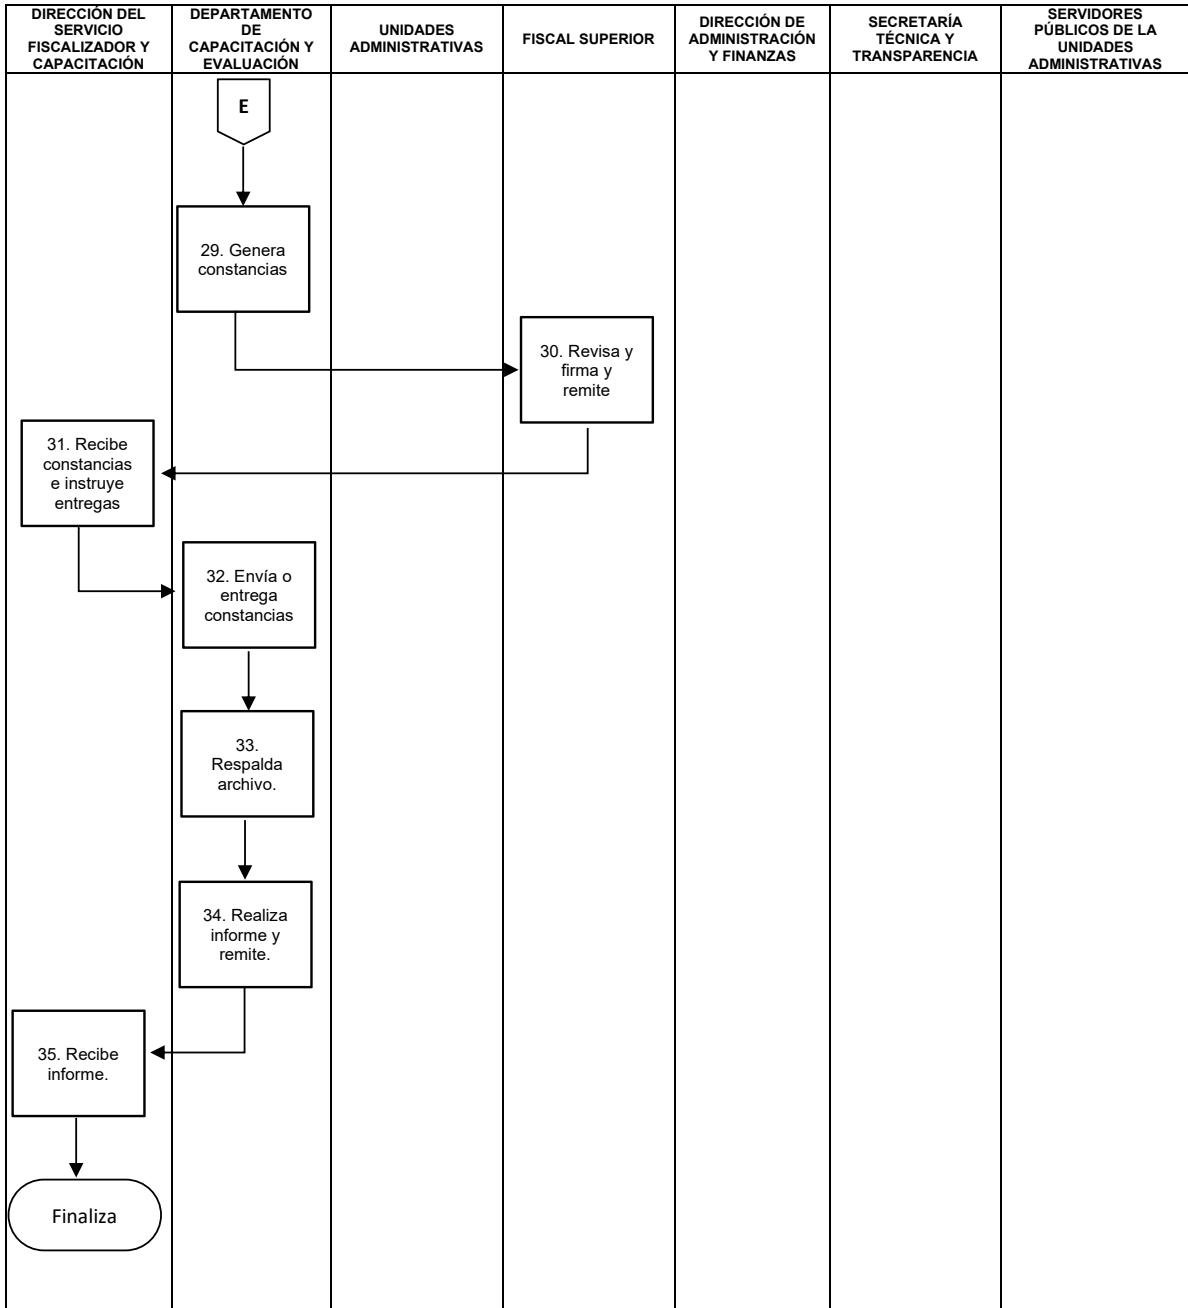 DIRECCIÓN DEL
SERVICIO
FISCALIZADOR Y
CAPACITACIÓN
DEPARTAMENTO
DE
CAPACITACIÓN Y
EVALUACIÓN
UNIDADES
ADMINISTRATIVAS
FISCAL SUPERIOR
DIRECCIÓN DE
ADMINISTRACIÓN
Y FINANZAS
SECRETARÍA
TÉCNICA Y
TRANSPARENCIA
SERVIDORES
PÚBLICOS DE LA
UNIDADES
ADMINISTRATIVAS
E
29. Genera
constancias
30. Revisa y
firma y
remite
31. Recibe
constancias
e instruye
entregas
32. Envía o
entrega
constancias
33.
Respalda
archivo.
34. Realiza
informe y
remite.
35. Recibe
informe.
Finaliza